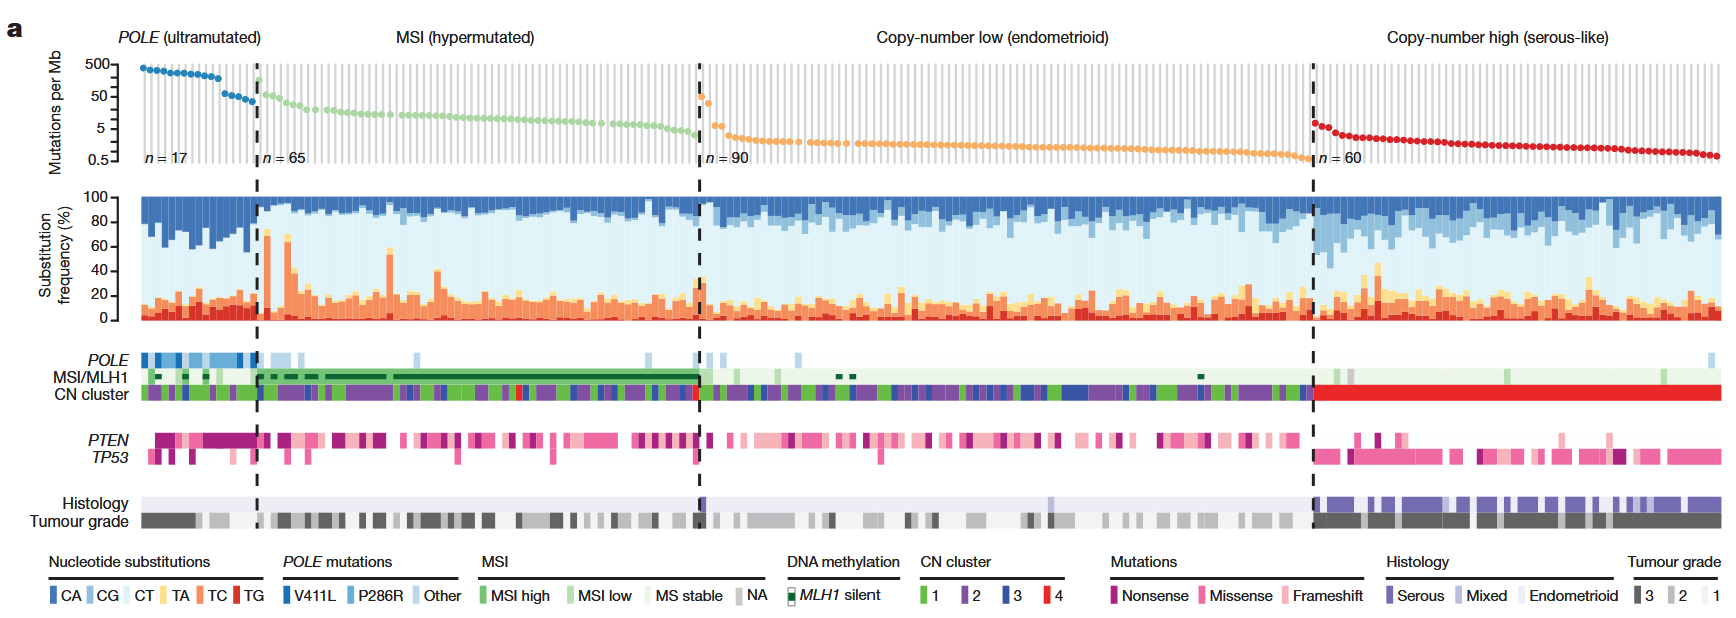 a
POLE (ultramutated)
MSI (hypermutated)
Copy-number low (endometrioid)
Copy-number high (serous-like)
Mutations per Mb
500
50
5
0.5
n = 17
n = 65
n = 90
n = 60
Substitution
frequency (%)
100
80
60
40
20
0
POLE
MSI/MLH1
CN cluster
PTEN
TP53
Histology
Tumour grade
Nucleotide substitutions
CA CG CT TA TC TG
POLE mutations
V411L P286R Other
MSI
MSI high MSI low MS stable NA
DNA methylation
MLH1 silent
CN cluster
1 2 3 4
Mutations
Nonsense Missense Frameshift
Histology
Serous Mixed Endometrioid
Tumour grade
3 2 1